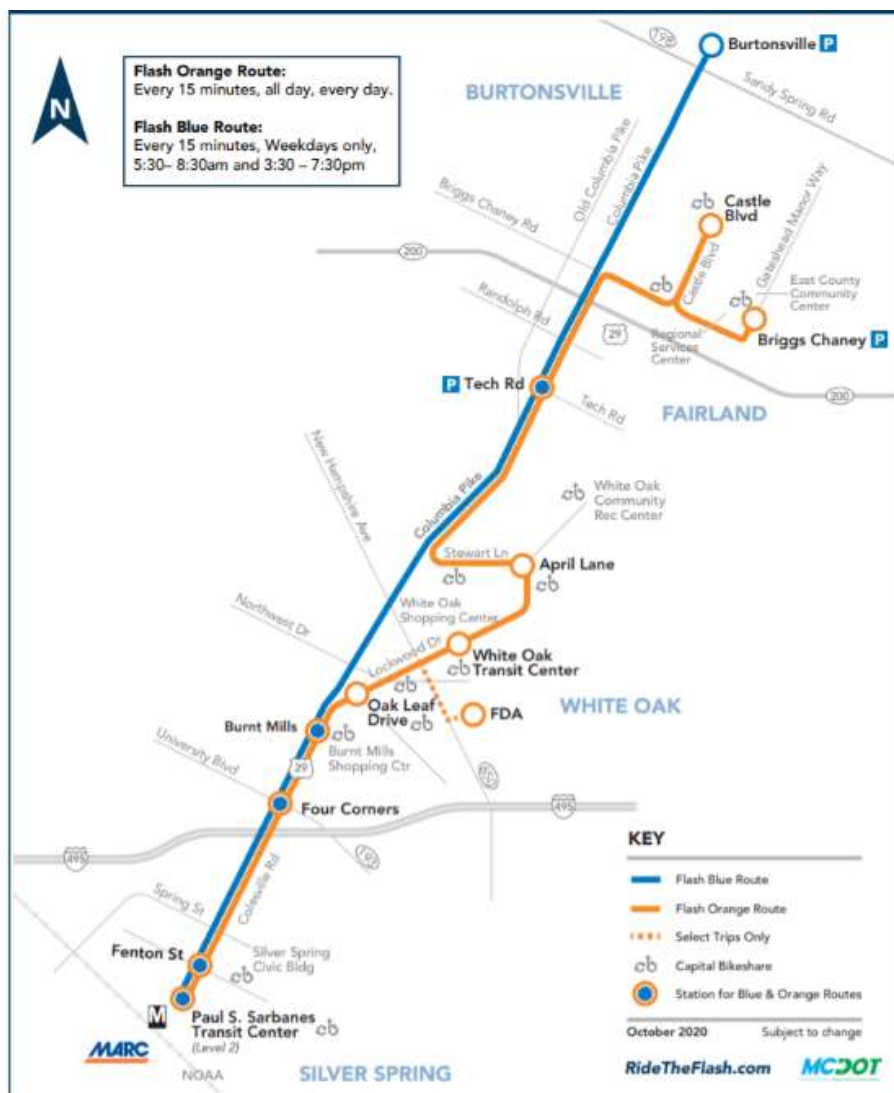 N
Flash Orange Route:
Every 15 minutes, all day, every day.
Flash Blue Route:
Every 15 minutes, Weekdays only,
5:30– 8:30am and 3:30 – 7:30pm
198
Burtonsville P
Sandy Spring Rd
BURTONSVILLE
Old Columbia Pike
Columbia Pike
Briggs Chaney Rd
Castle
Blvd
Castle Blvd
Gateshead Manor Way
200
East County
Community
Center
Randolph Rd
29
Regional
Services
Center
Briggs Chaney P
P Tech Rd
Tech Rd
200
FAIRLAND
New Hampshire Ave
Columbia Pike
White Oak
Community
Rec Center
Stewart Ln
April Lane
White Oak
Shopping Center
Northwest Dr
Lockwood Dr
White Oak
Transit Center
Oak Leaf
Drive
FDA
WHITE OAK
Burnt Mills
Burnt Mills
Shopping Ctr
University Blvd
29
650
Four Corners
495
495
193
Colesville Rd
Spring St
Fenton St
Silver Spring
Civic Bldg
M
Paul S. Sarbanes
Transit Center
(Level 2)
MARC
NOAA
SILVER SPRING
KEY
Flash Blue Route
Flash Orange Route
Select Trips Only
Capital Bikeshare
Station for Blue & Orange Routes
October 2020 Subject to change
RideTheFlash.com MCDOT